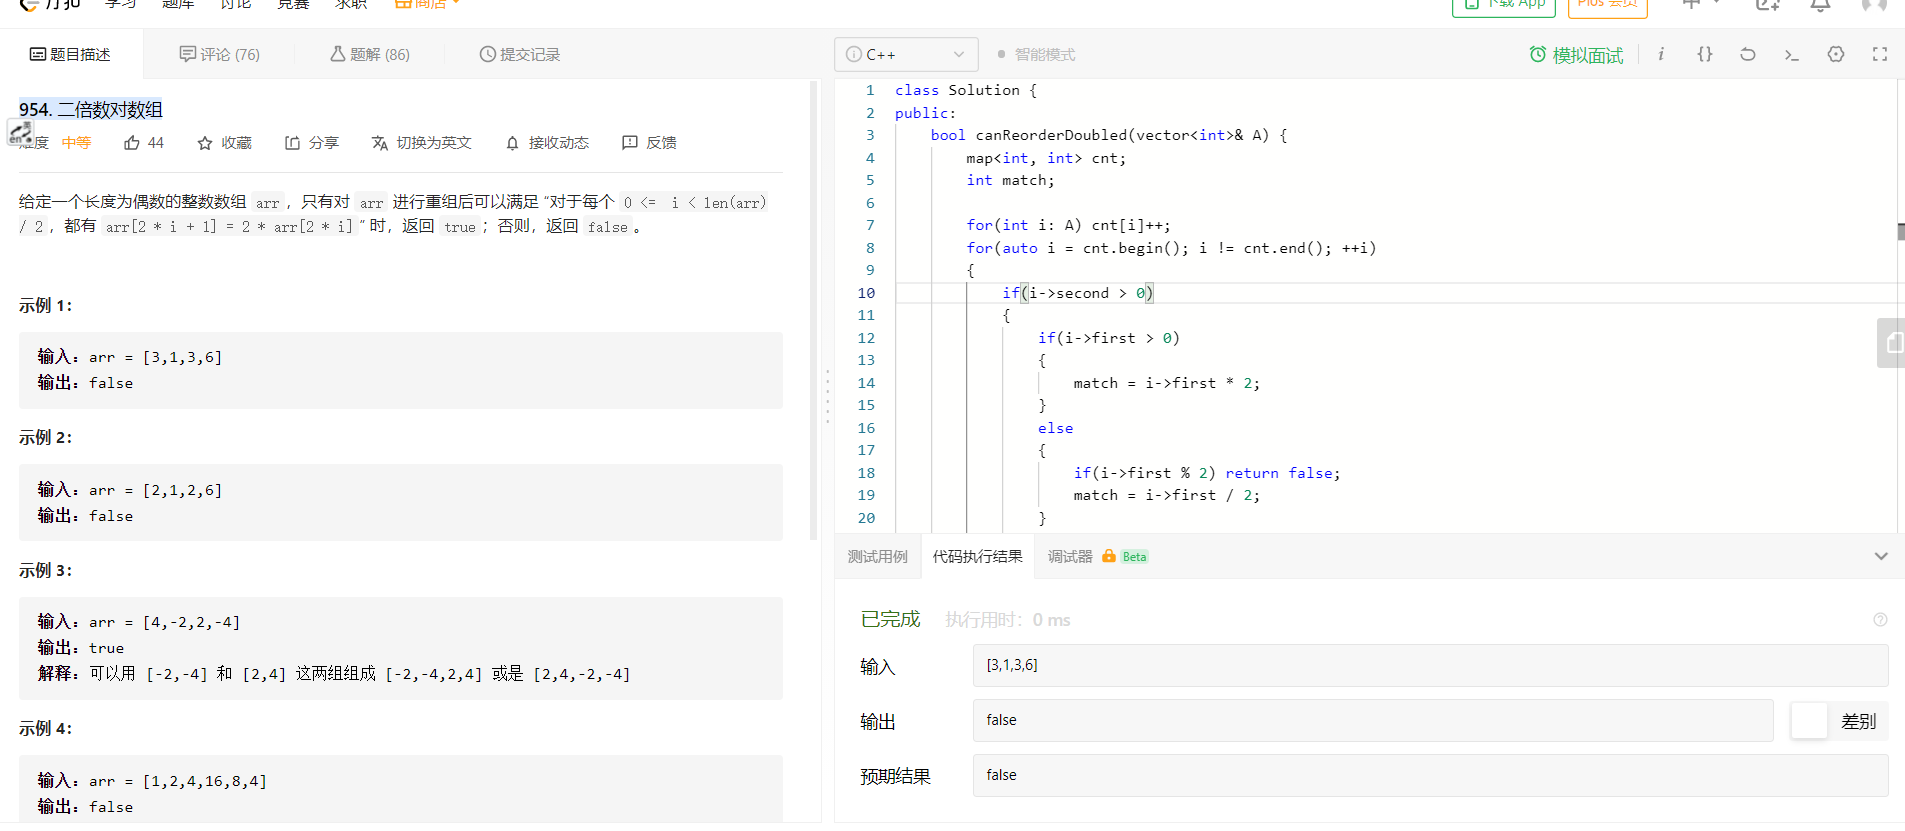 力扣 学习 题库 讨论 竞赛 求职 商店
下载 App Plus 会员
题目描述 评论 (76) 题解 (86) 提交记录
954. 二倍数对数组
难度 中等 44 收藏 分享 切换为英文 接收动态 反馈
给定一个长度为偶数的整数数组 arr，只有对 arr 进行重组后可以满足 “对于每个 0 <= i < len(arr)
/ 2，都有 arr[2 * i + 1] = 2 * arr[2 * i]” 时，返回 true；否则，返回 false。
示例 1：
输入：arr = [3,1,3,6]
输出：false
示例 2：
输入：arr = [2,1,2,6]
输出：false
示例 3：
输入：arr = [4,-2,2,-4]
输出：true
解释：可以用 [-2,-4] 和 [2,4] 这两组组成 [-2,-4,2,4] 或是 [2,4,-2,-4]
示例 4：
输入：arr = [1,2,4,16,8,4]
输出：false
C++ 智能模式 模拟面试
1 class Solution {
2 public:
3 bool canReorderDoubled(vector<int>& A) {
4 map<int, int> cnt;
5 int match;
6
7 for(int i: A) cnt[i]++;
8 for(auto i = cnt.begin(); i != cnt.end(); ++i)
9 {
10 if(i->second > 0)
11 {
12 if(i->first > 0)
13 {
14 match = i->first * 2;
15 }
16 else
17 {
18 if(i->first % 2) return false;
19 match = i->first / 2;
20 }
测试用例 代码执行结果 调试器 Beta
已完成 执行用时：0 ms
输入 [3,1,3,6]
输出 false 差别
预期结果 false